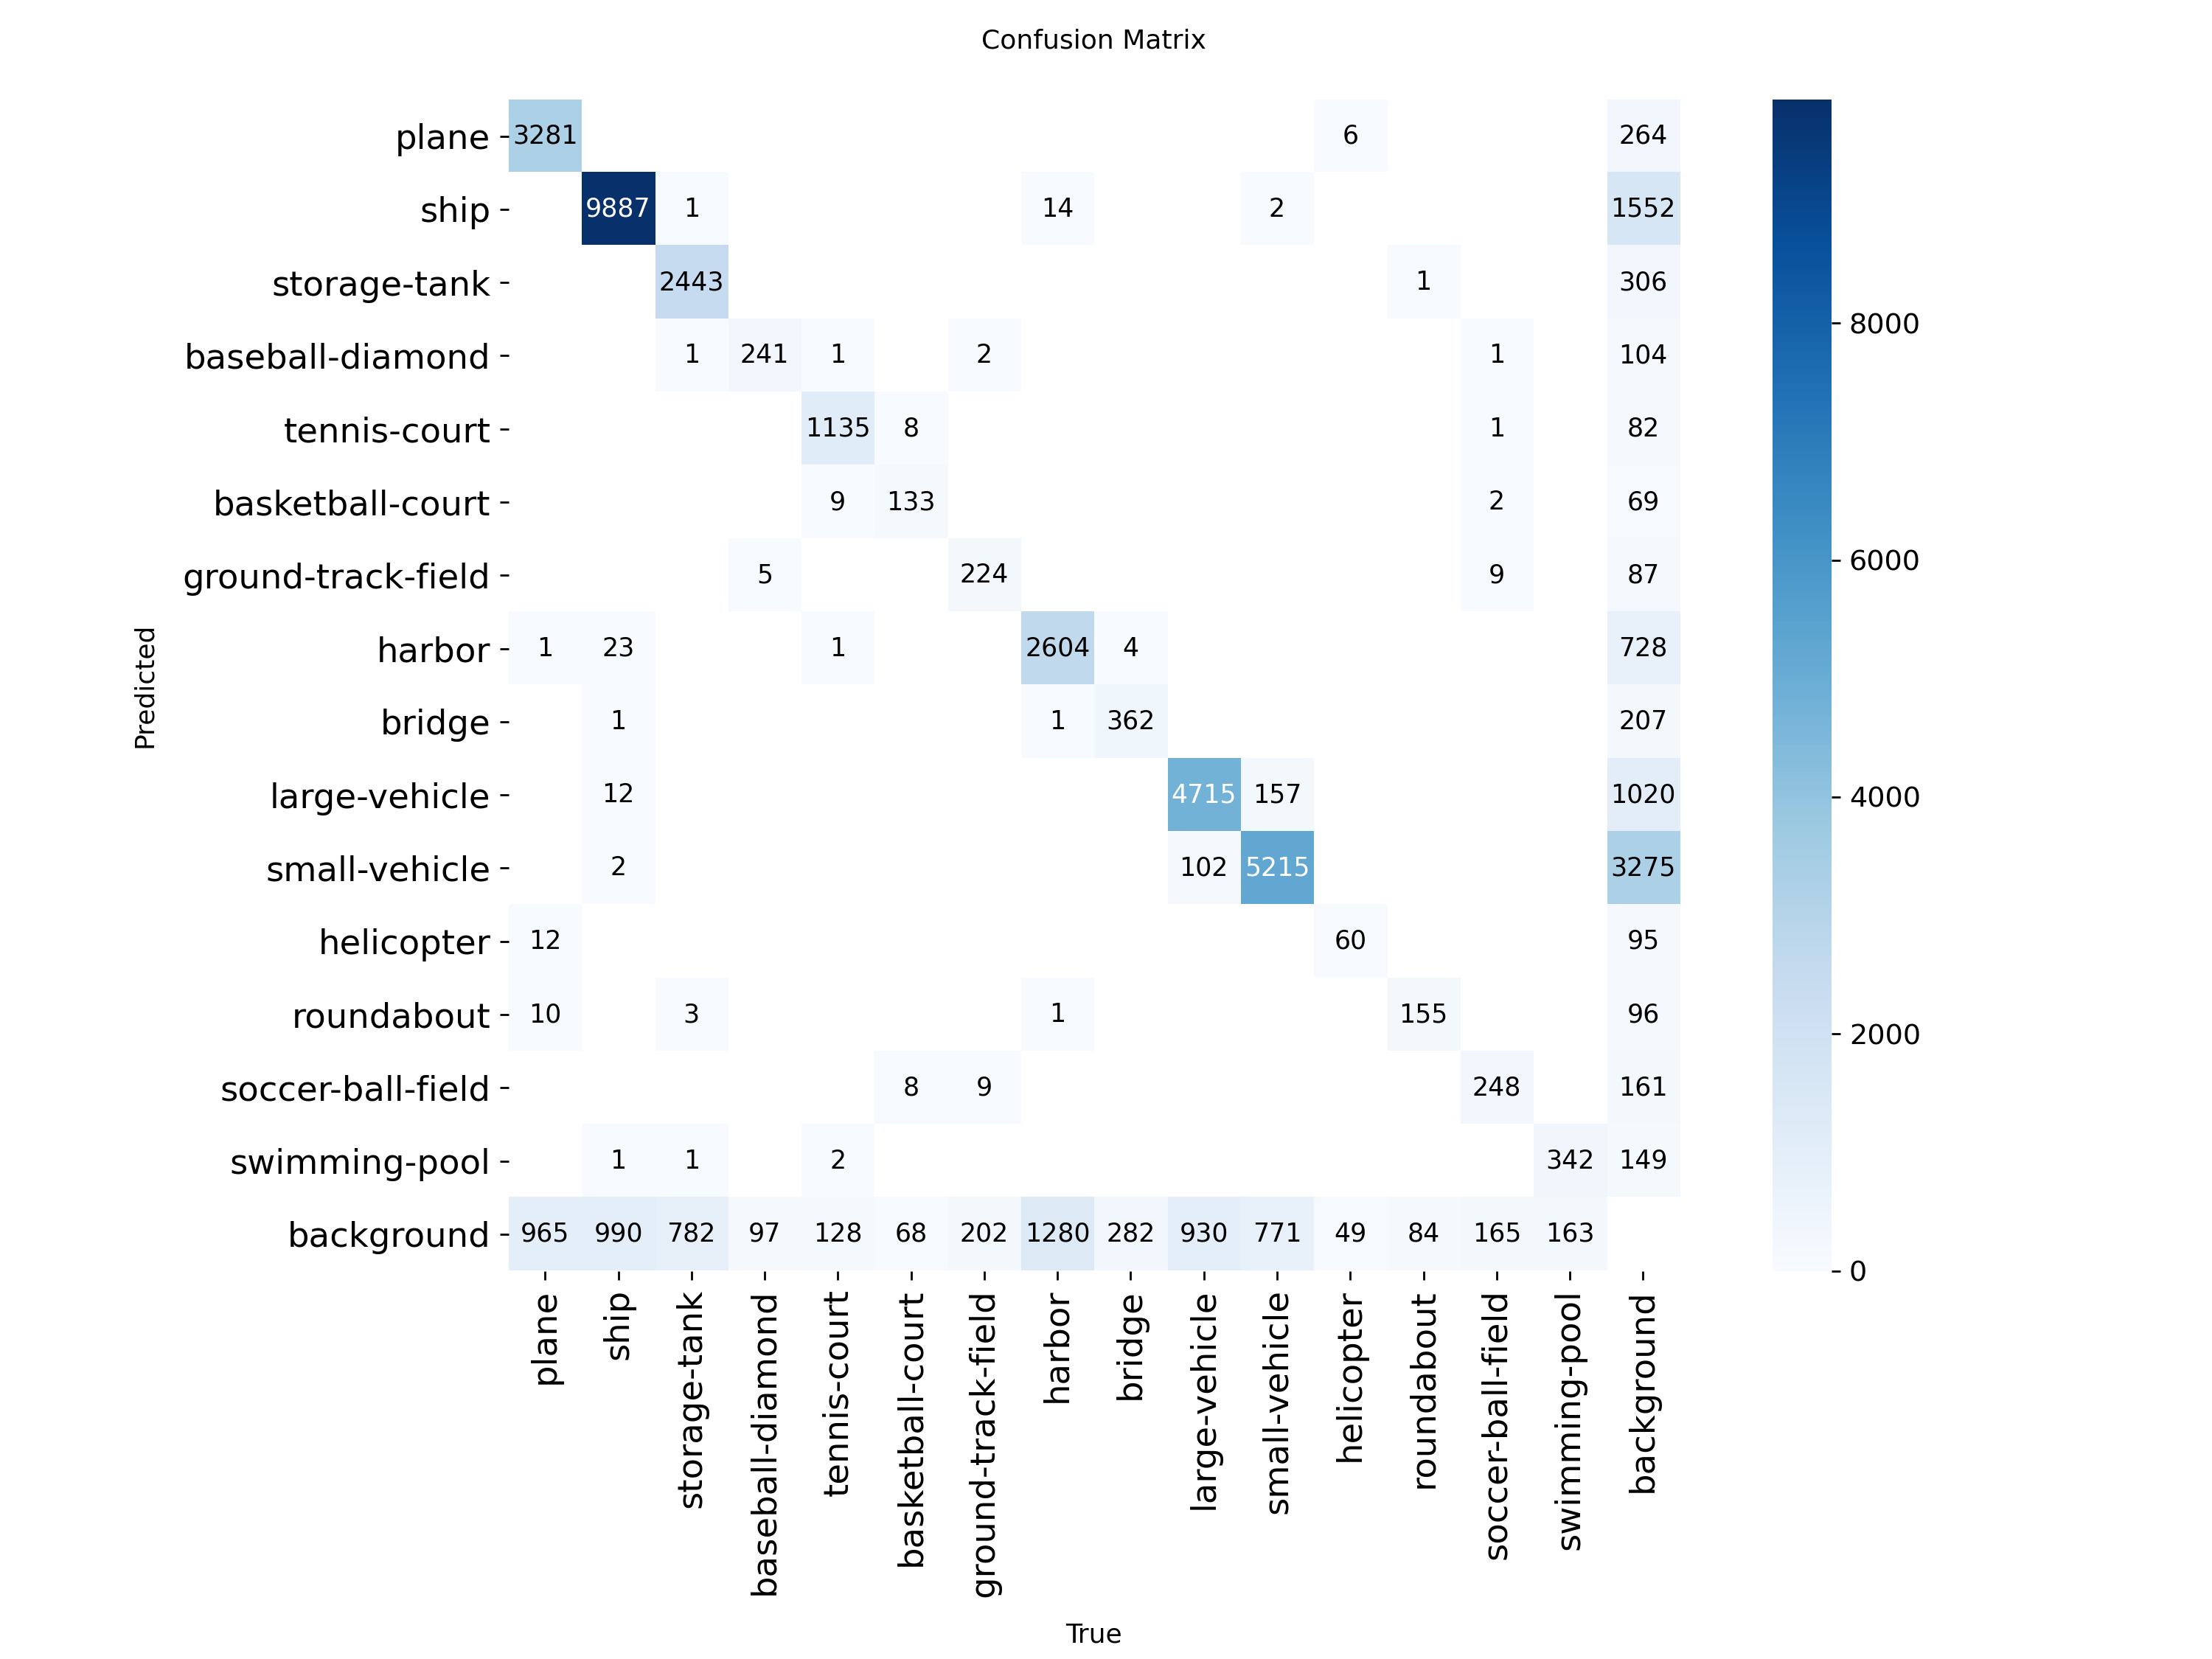 Confusion Matrix
plane 3281 6 264
ship 9887 1 14 2 1552
storage-tank 2443 1 306
baseball-diamond 1 241 1 2 1 104
tennis-court 1135 8 1 82
basketball-court 9 133 2 69
ground-track-field 5 224 9 87
harbor 1 23 1 2604 4 728
bridge 1 1 362 207
large-vehicle 12 4715 157 1020
small-vehicle 2 102 5215 3275
helicopter 12 60 95
roundabout 10 3 1 155 96
soccer-ball-field 8 9 248 161
swimming-pool 1 1 2 342 149
background 965 990 782 97 128 68 202 1280 282 930 771 49 84 165 163
Predicted
plane
ship
storage-tank
baseball-diamond
tennis-court
basketball-court
ground-track-field
harbor
bridge
large-vehicle
small-vehicle
helicopter
roundabout
soccer-ball-field
swimming-pool
background
True
8000
6000
4000
2000
0